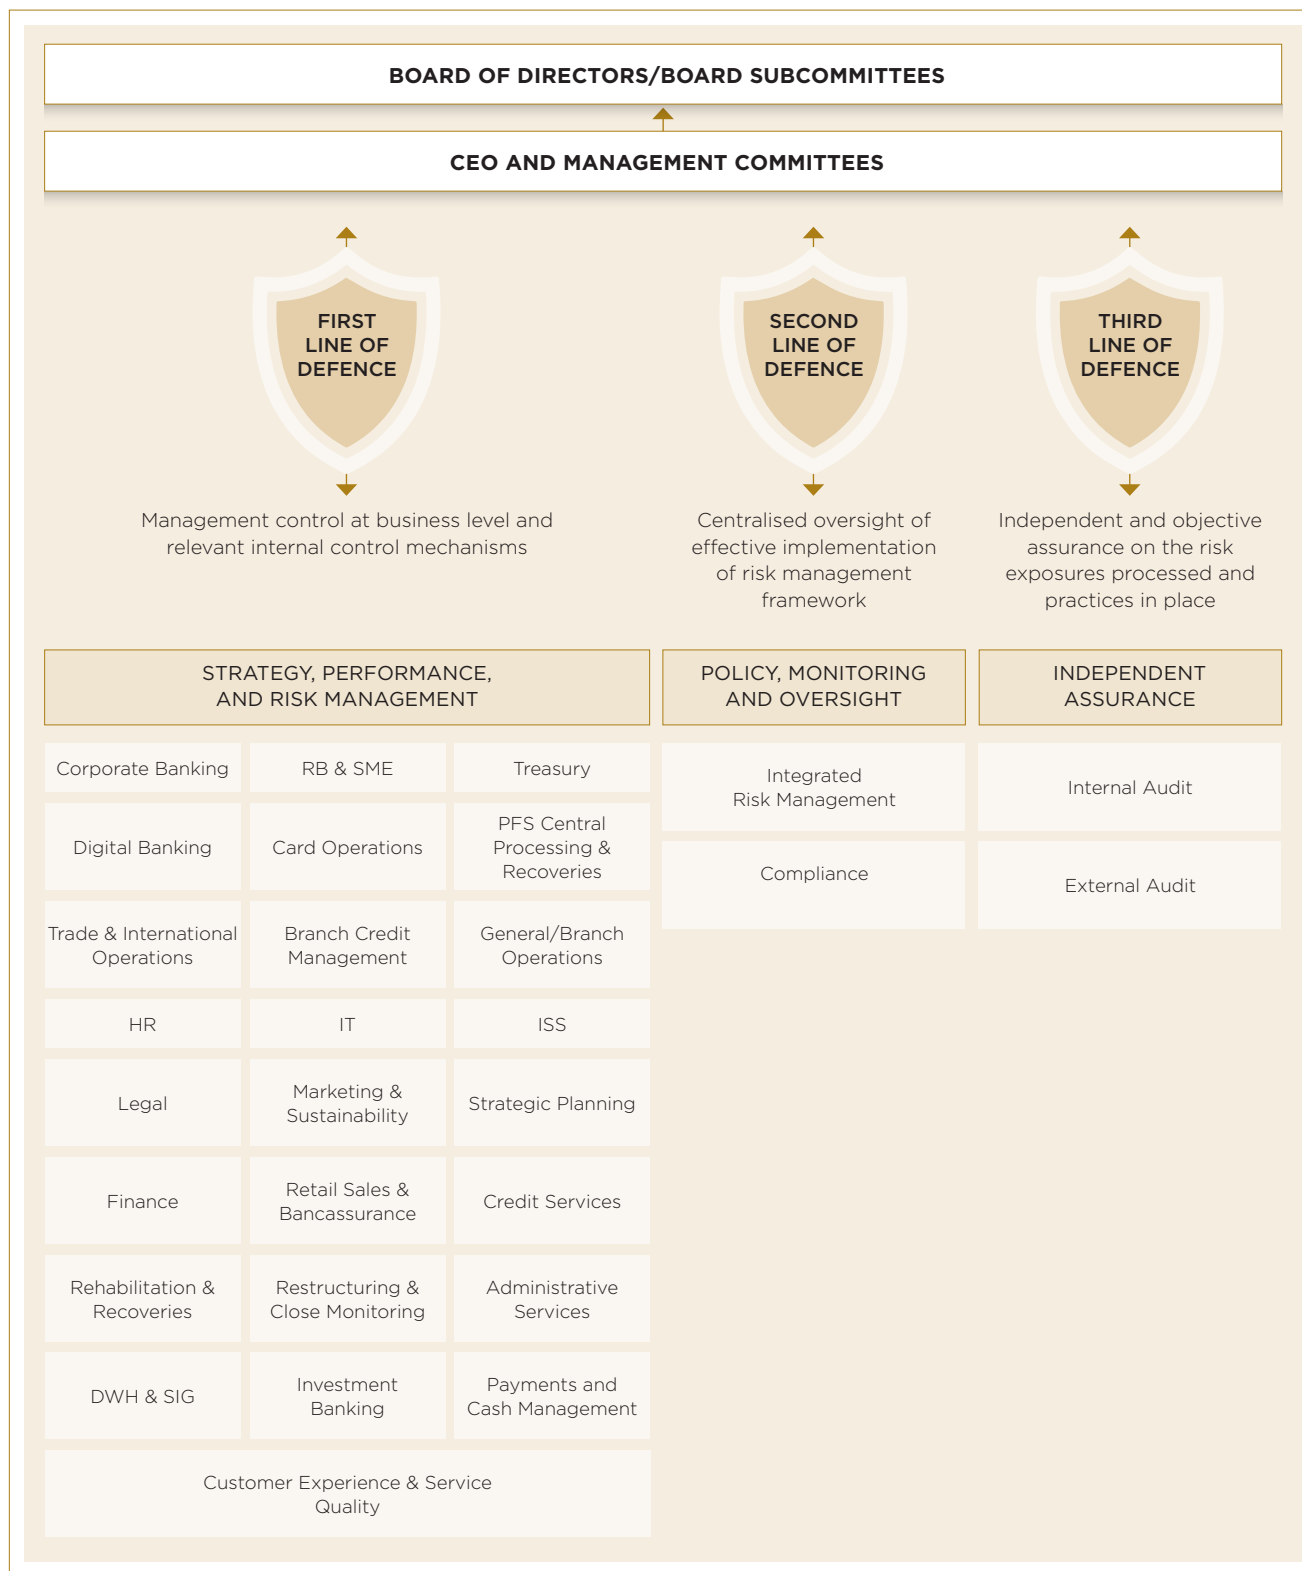 BOARD OF DIRECTORS/BOARD SUBCOMMITTEES
CEO AND MANAGEMENT COMMITTEES
FIRST
LINE OF
DEFENCE
SECOND
LINE OF
DEFENCE
THIRD
LINE OF
DEFENCE
Management control at business level and
relevant internal control mechanisms
Centralised oversight of
effective implementation
of risk management
framework
Independent and objective
assurance on the risk
exposures processed and
practices in place
STRATEGY, PERFORMANCE,
AND RISK MANAGEMENT
POLICY, MONITORING
AND OVERSIGHT
INDEPENDENT
ASSURANCE
Corporate Banking
RB & SME
Treasury
Digital Banking
Card Operations
PFS Central
Processing &
Recoveries
Trade & International
Operations
Branch Credit
Management
General/Branch
Operations
HR
IT
ISS
Legal
Marketing &
Sustainability
Strategic Planning
Finance
Retail Sales &
Bancassurance
Credit Services
Rehabilitation &
Recoveries
Restructuring &
Close Monitoring
Administrative
Services
DWH & SIG
Investment
Banking
Payments and
Cash Management
Customer Experience & Service
Quality
Integrated
Risk Management
Compliance
Internal Audit
External Audit